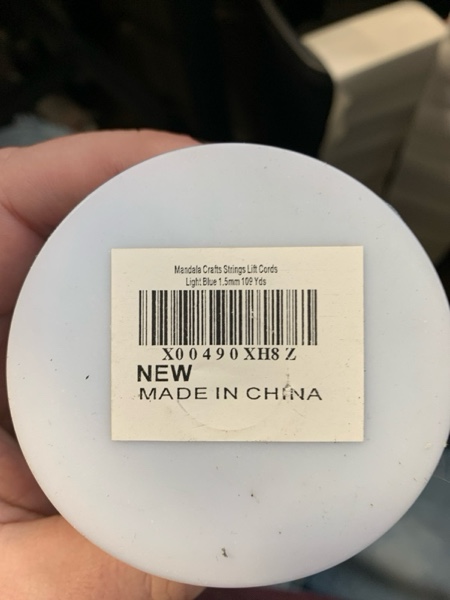 Mandala Crafts Strings Lift Cords
Light Blue 1.5mm 109 Yds
X00490XH8Z
NEW
MADE IN CHINA